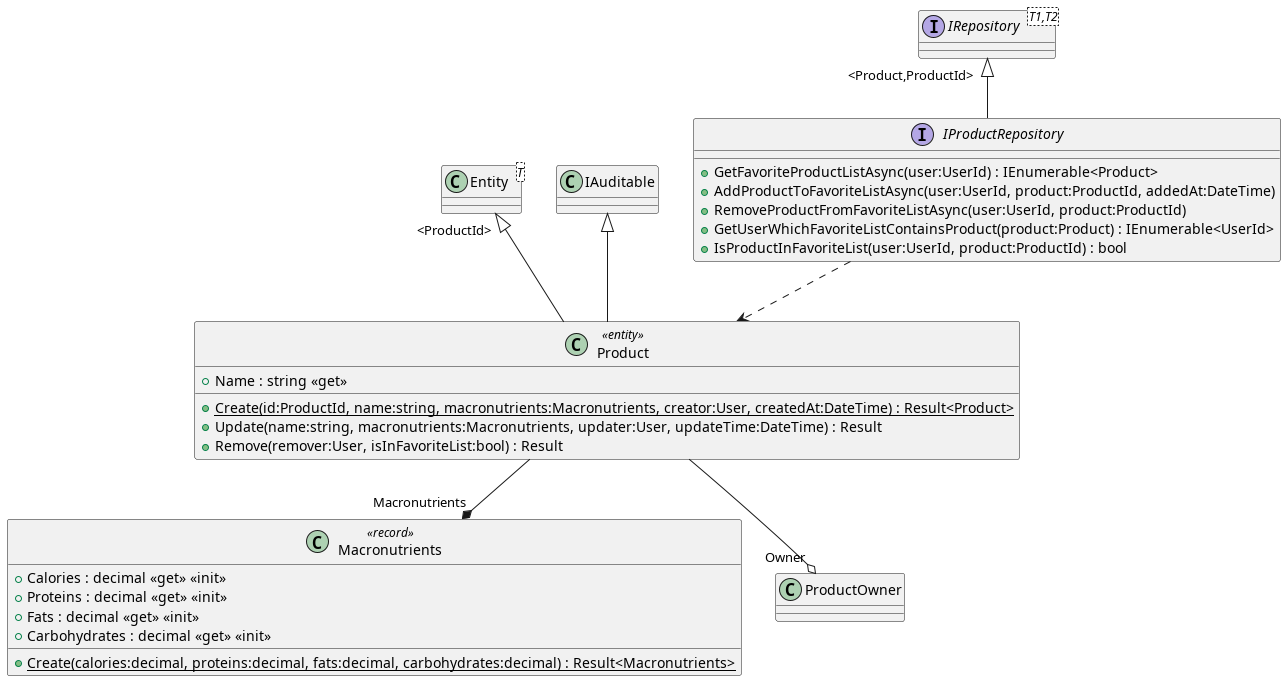 I IRepository T1,T2
<Product,ProductId>
I IProductRepository
GetFavoriteProductListAsync(user:UserId) : IEnumerable<Product>
AddProductToFavoriteListAsync(user:UserId, product:ProductId, addedAt:DateTime)
RemoveProductFromFavoriteListAsync(user:UserId, product:ProductId)
GetUserWhichFavoriteListContainsProduct(product:Product) : IEnumerable<UserId>
IsProductInFavoriteList(user:UserId, product:ProductId) : bool
C Entity T
C IAuditable
<ProductId>
«entity»
C Product
Name : string «get»
Create(id:ProductId, name:string, macronutrients:Macronutrients, creator:User, createdAt:DateTime) : Result<Product>
Update(name:string, macronutrients:Macronutrients, updater:User, updateTime:DateTime) : Result
Remove(remover:User, isInFavoriteList:bool) : Result
Macronutrients
«record»
C Macronutrients
Calories : decimal «get» «init»
Proteins : decimal «get» «init»
Fats : decimal «get» «init»
Carbohydrates : decimal «get» «init»
Create(calories:decimal, proteins:decimal, fats:decimal, carbohydrates:decimal) : Result<Macronutrients>
Owner
C ProductOwner